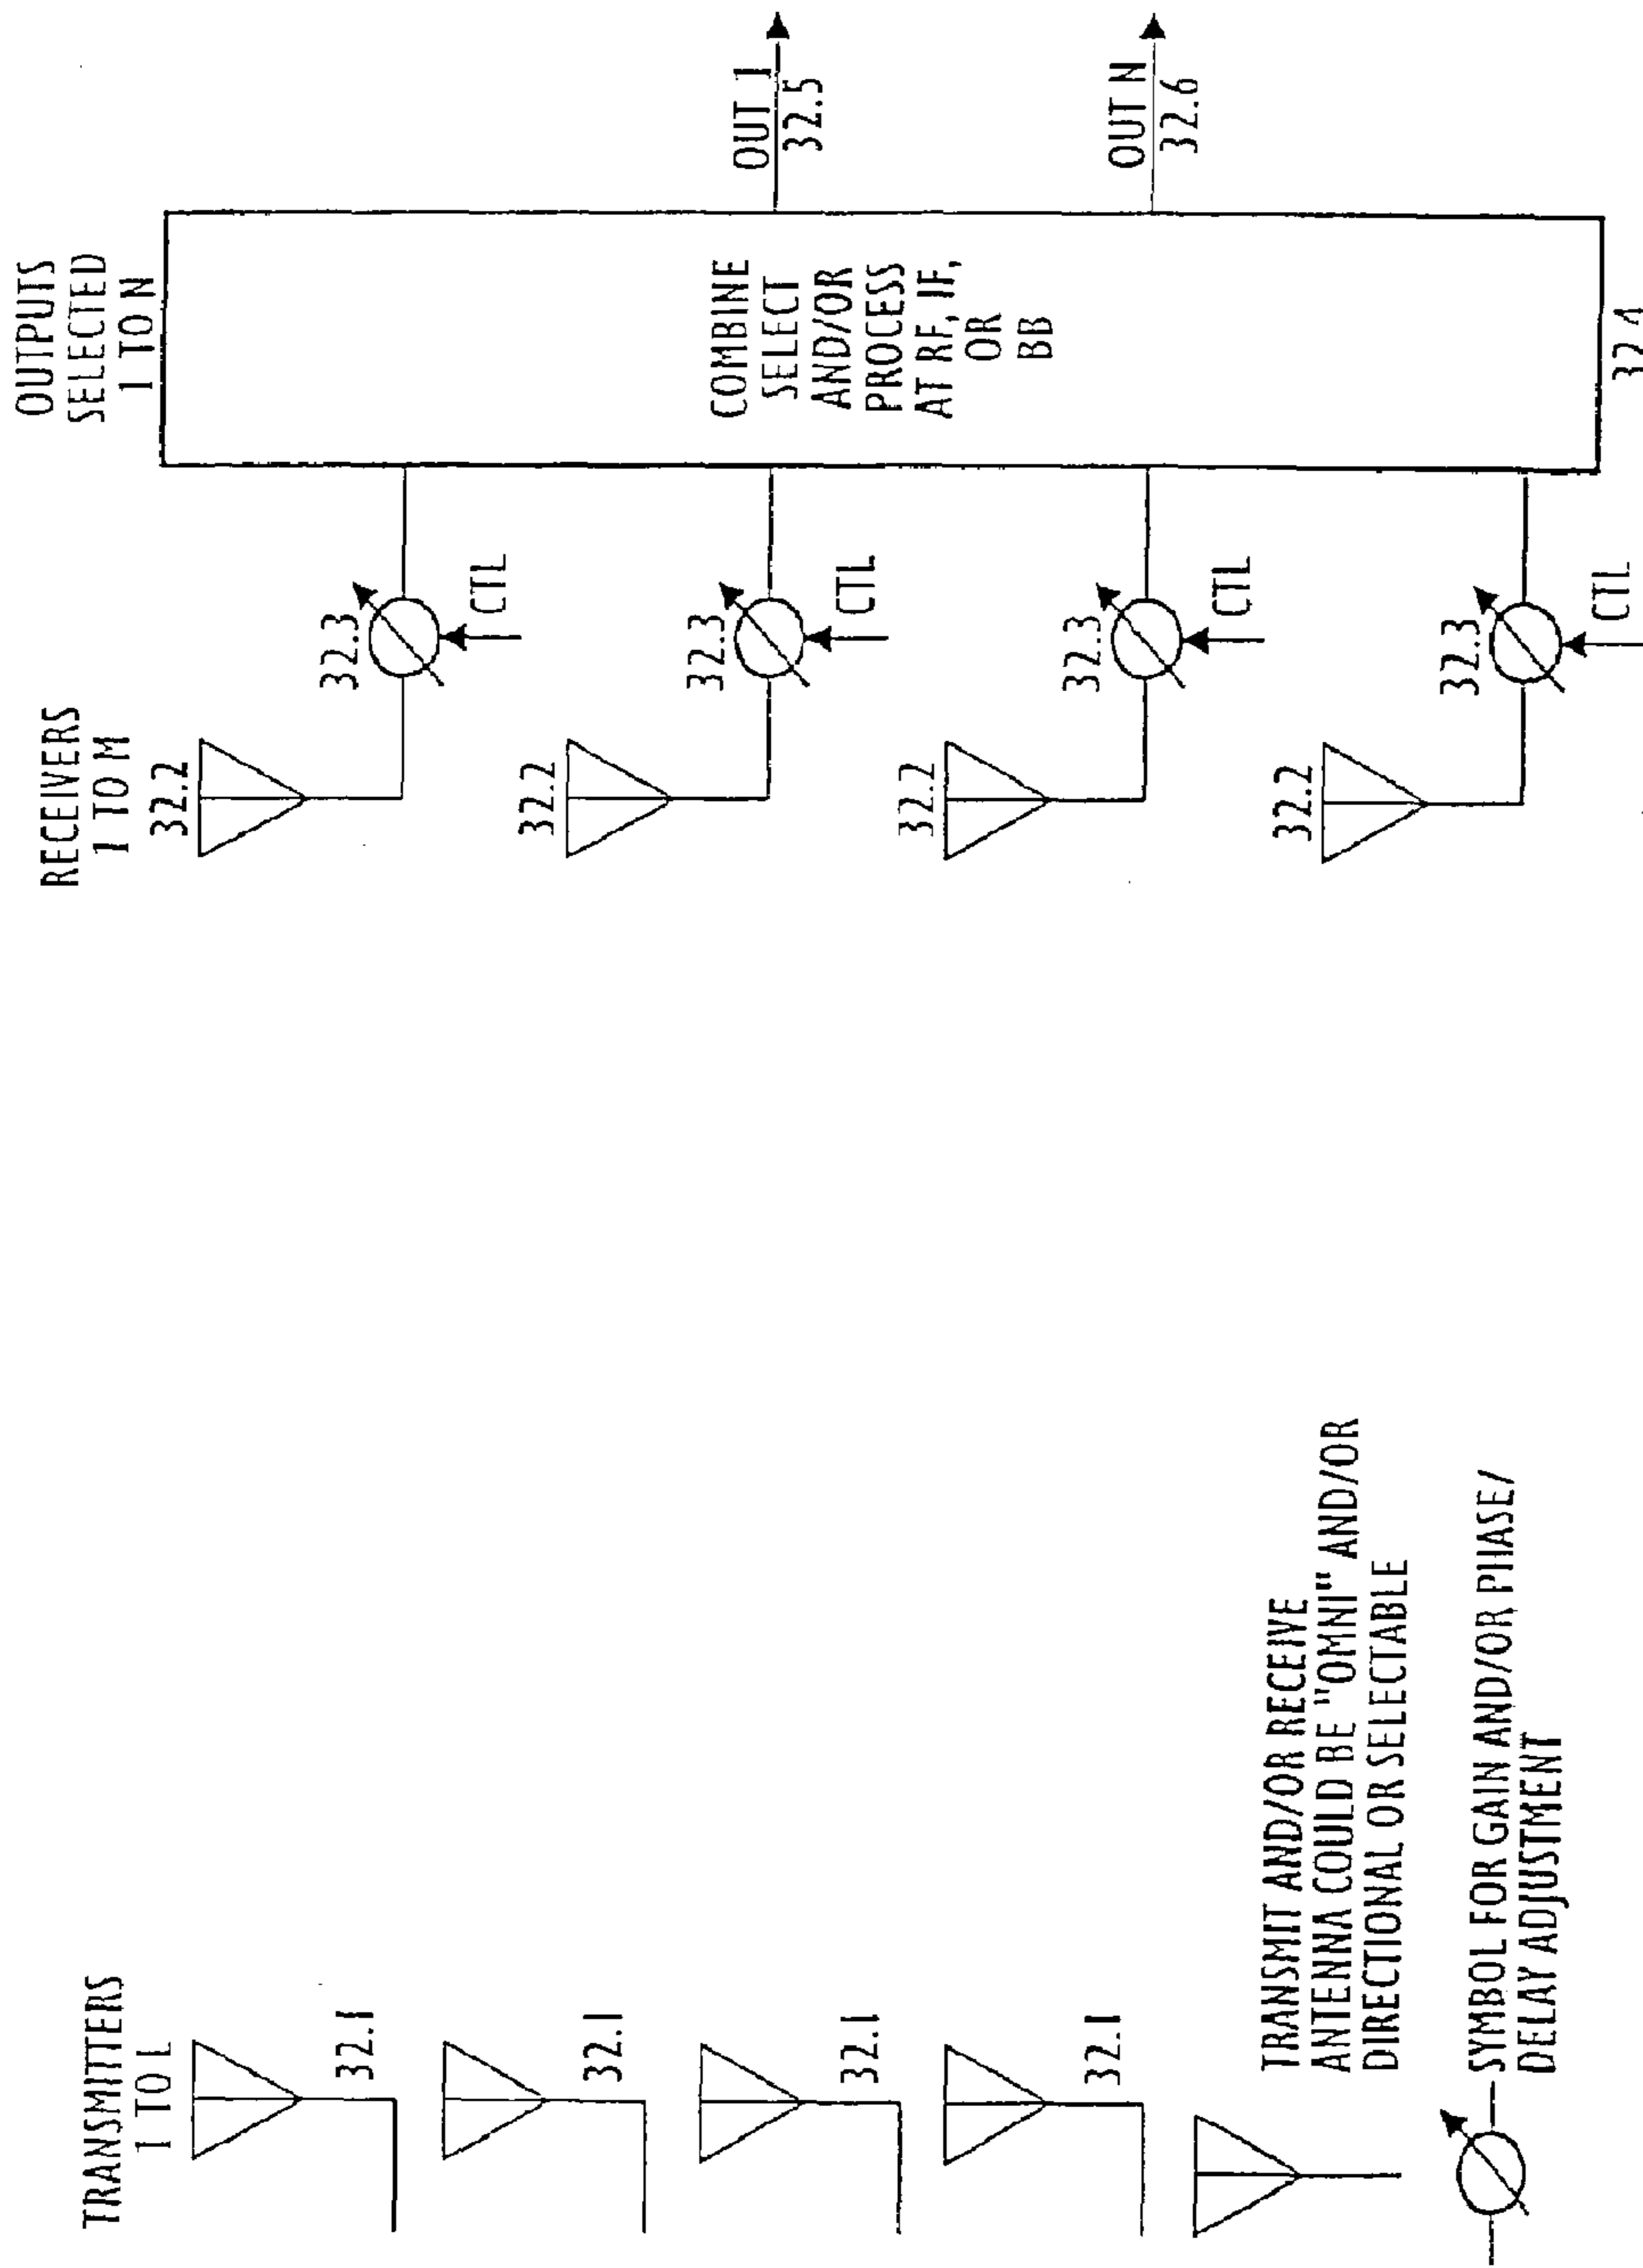 TRANSMITTERS
1 TO L
32.1
32.1
32.1
32.1
TRANSMIT AND/OR RECEIVE
ANTENNA COULD BE "OMNI" AND/OR
DIRECTIONAL OR SELECTABLE
SYMBOL FOR GAIN AND/OR PHASE/
DELAY ADJUSTMENT
RECEIVERS
1 TO M
32.2
32.3
CTL
32.2
32.3
CTL
32.2
32.3
CTL
32.2
32.3
CTL
OUTPUTS
SELECTED
1 TO N
COMBINE
SELECT
AND/OR
PROCESS
AT RF, IF,
OR
BB
32.4
OUT 1
32.5
OUT N
32.6